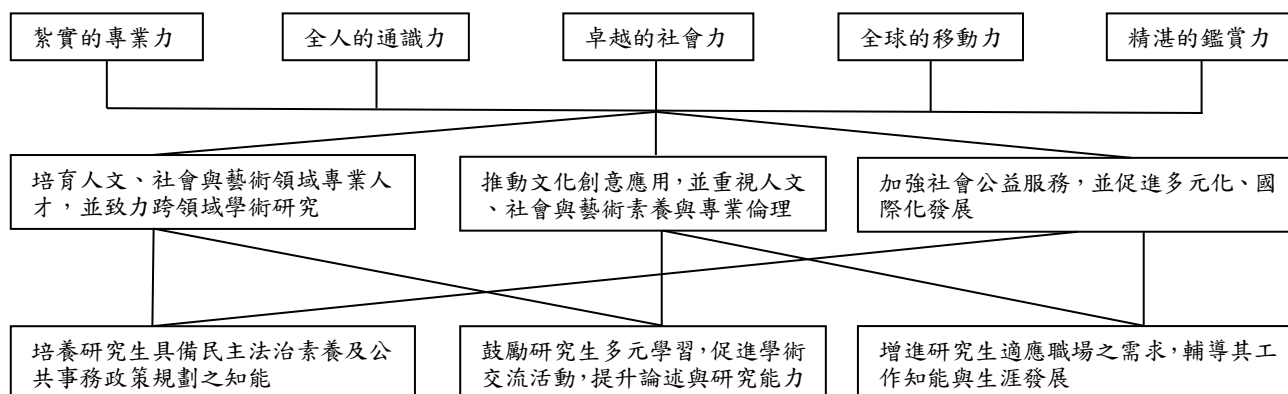 紮實的專業力
全人的通識力
卓越的社會力
全球的移動力
精湛的鑑賞力
培育人文、社會與藝術領域專業人
才，並致力跨領域學術研究
推動文化創意應用，並重視人文
、社會與藝術素養與專業倫理
加強社會公益服務，並促進多元化、國
際化發展
培養研究生具備民主法治素養及公
共事務政策規劃之知能
鼓勵研究生多元學習，促進學術
交流活動，提升論述與研究能力
增進研究生適應職場之需求，輔導其工
作知能與生涯發展